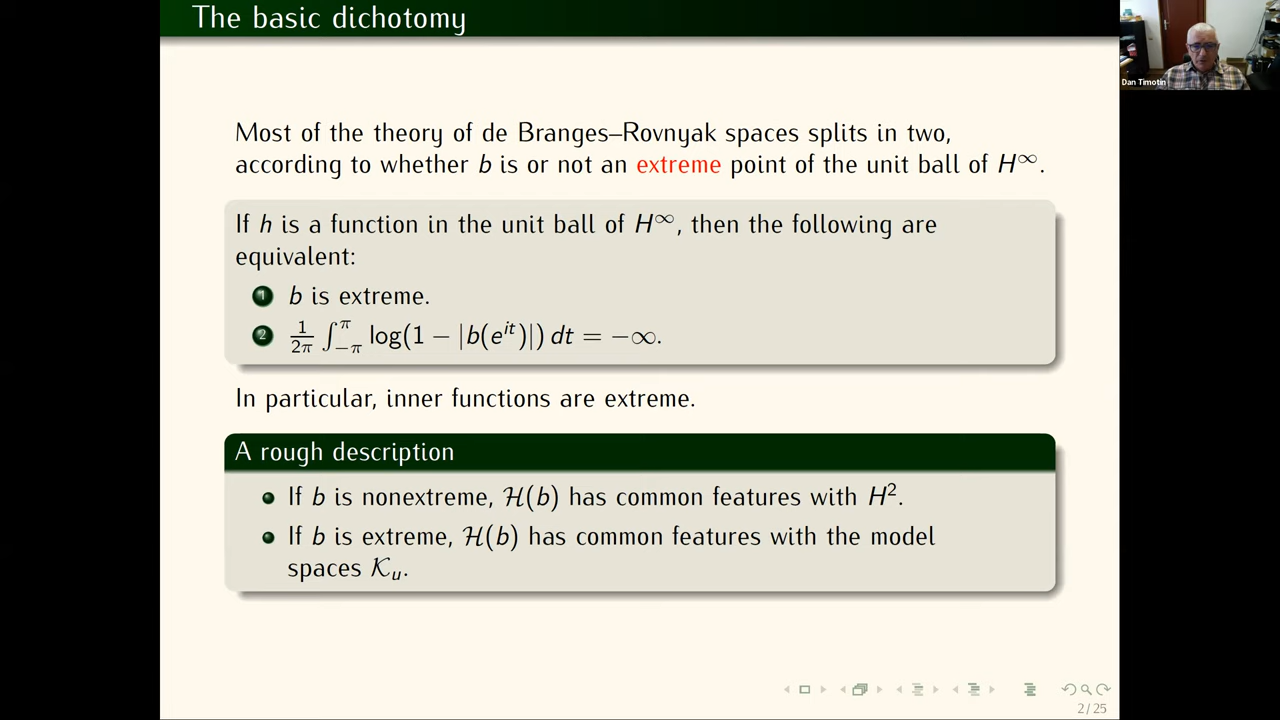 The basic dichotomy
Dan Timotin
Most of the theory of de Branges–Rovnyak spaces splits in two,
according to whether b is or not an extreme point of the unit ball of H^∞.
If h is a function in the unit ball of H^∞, then the following are
equivalent:
1 b is extreme.
2 \frac{1}{2π} ∫_{−π}^{π} log(1 − |b(e^{it})|) dt = −∞.
In particular, inner functions are extreme.
A rough description
If b is nonextreme, ℋ(b) has common features with H².
If b is extreme, ℋ(b) has common features with the model
spaces 𝒦_u.
2 / 25